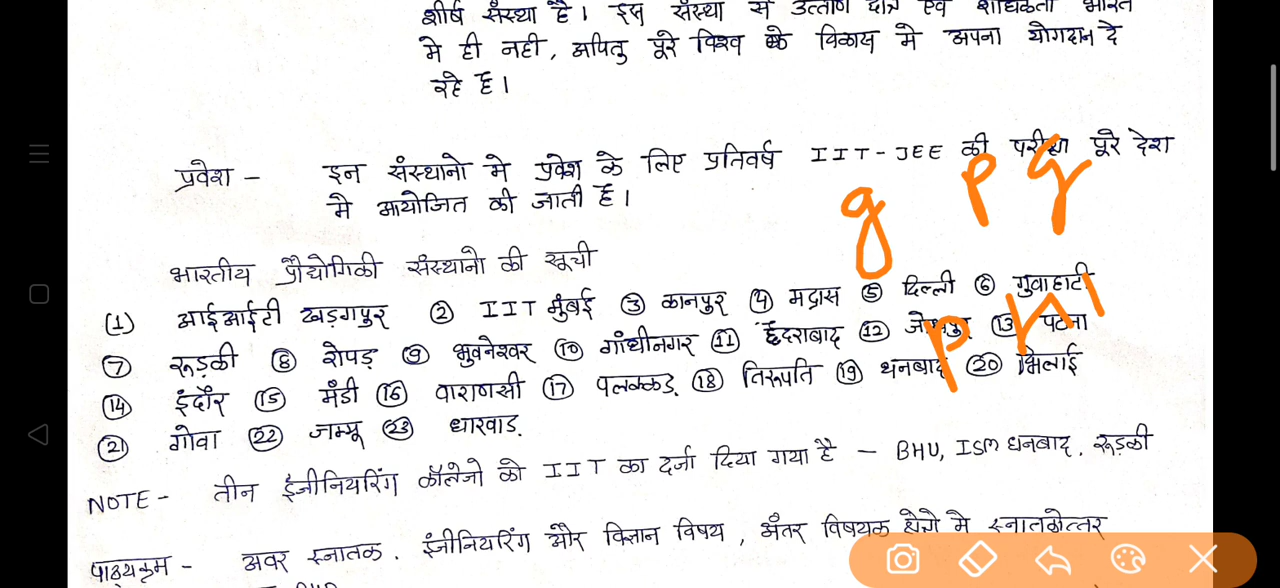 शीर्ष संस्था है। इस संस्था से उत्तीर्ण छात्र एवं शोधकर्ता भारत
मे ही नही, अपितु पूरे विश्व के विकास मे अपना योगदान दे
रहे हैं।
प्रवेश - इन संस्थानो मे प्रवेश के लिए प्रतिवर्ष IIT-JEE की परीक्षा पूरे देश
मे आयोजित की जाती हैं।
g p q
भारतीय प्रौद्योगिकी संस्थानो की सूची
(1) आईआईटी खड़गपुर (2) IIT मुंबई (3) कानपुर (4) मद्रास (5) दिल्ली (6) गुवाहाटी
(7) रूड़की (8) रोपड़ (9) भुवनेश्वर (10) गांधीनगर (11) हैदराबाद (12) जोधपुर (13) पटना
(14) इंदौर (15) मंडी (16) वाराणसी (17) पलक्कड़ (18) तिरूपति (19) धनबाद (20) भिलाई
(21) गोवा (22) जम्मू (23) धारवाड़.
NOTE - तीन इंजीनियरिंग कॉलेजो को IIT का दर्जा दिया गया है - BHU, ISM धनबाद, रूड़की
पाठ्यक्रम - अवर स्नातक. इंजीनियरिंग और विज्ञान विषय, अंतर विषयक क्षेत्रो मे स्नातकोत्तर